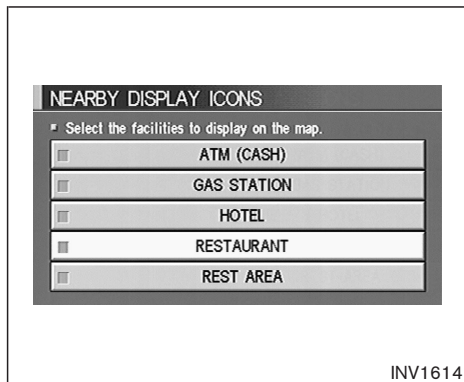 NEARBY DISPLAY ICONS
Select the facilities to display on the map.
ATM (CASH)
GAS STATION
HOTEL
RESTAURANT
REST AREA
INV1614